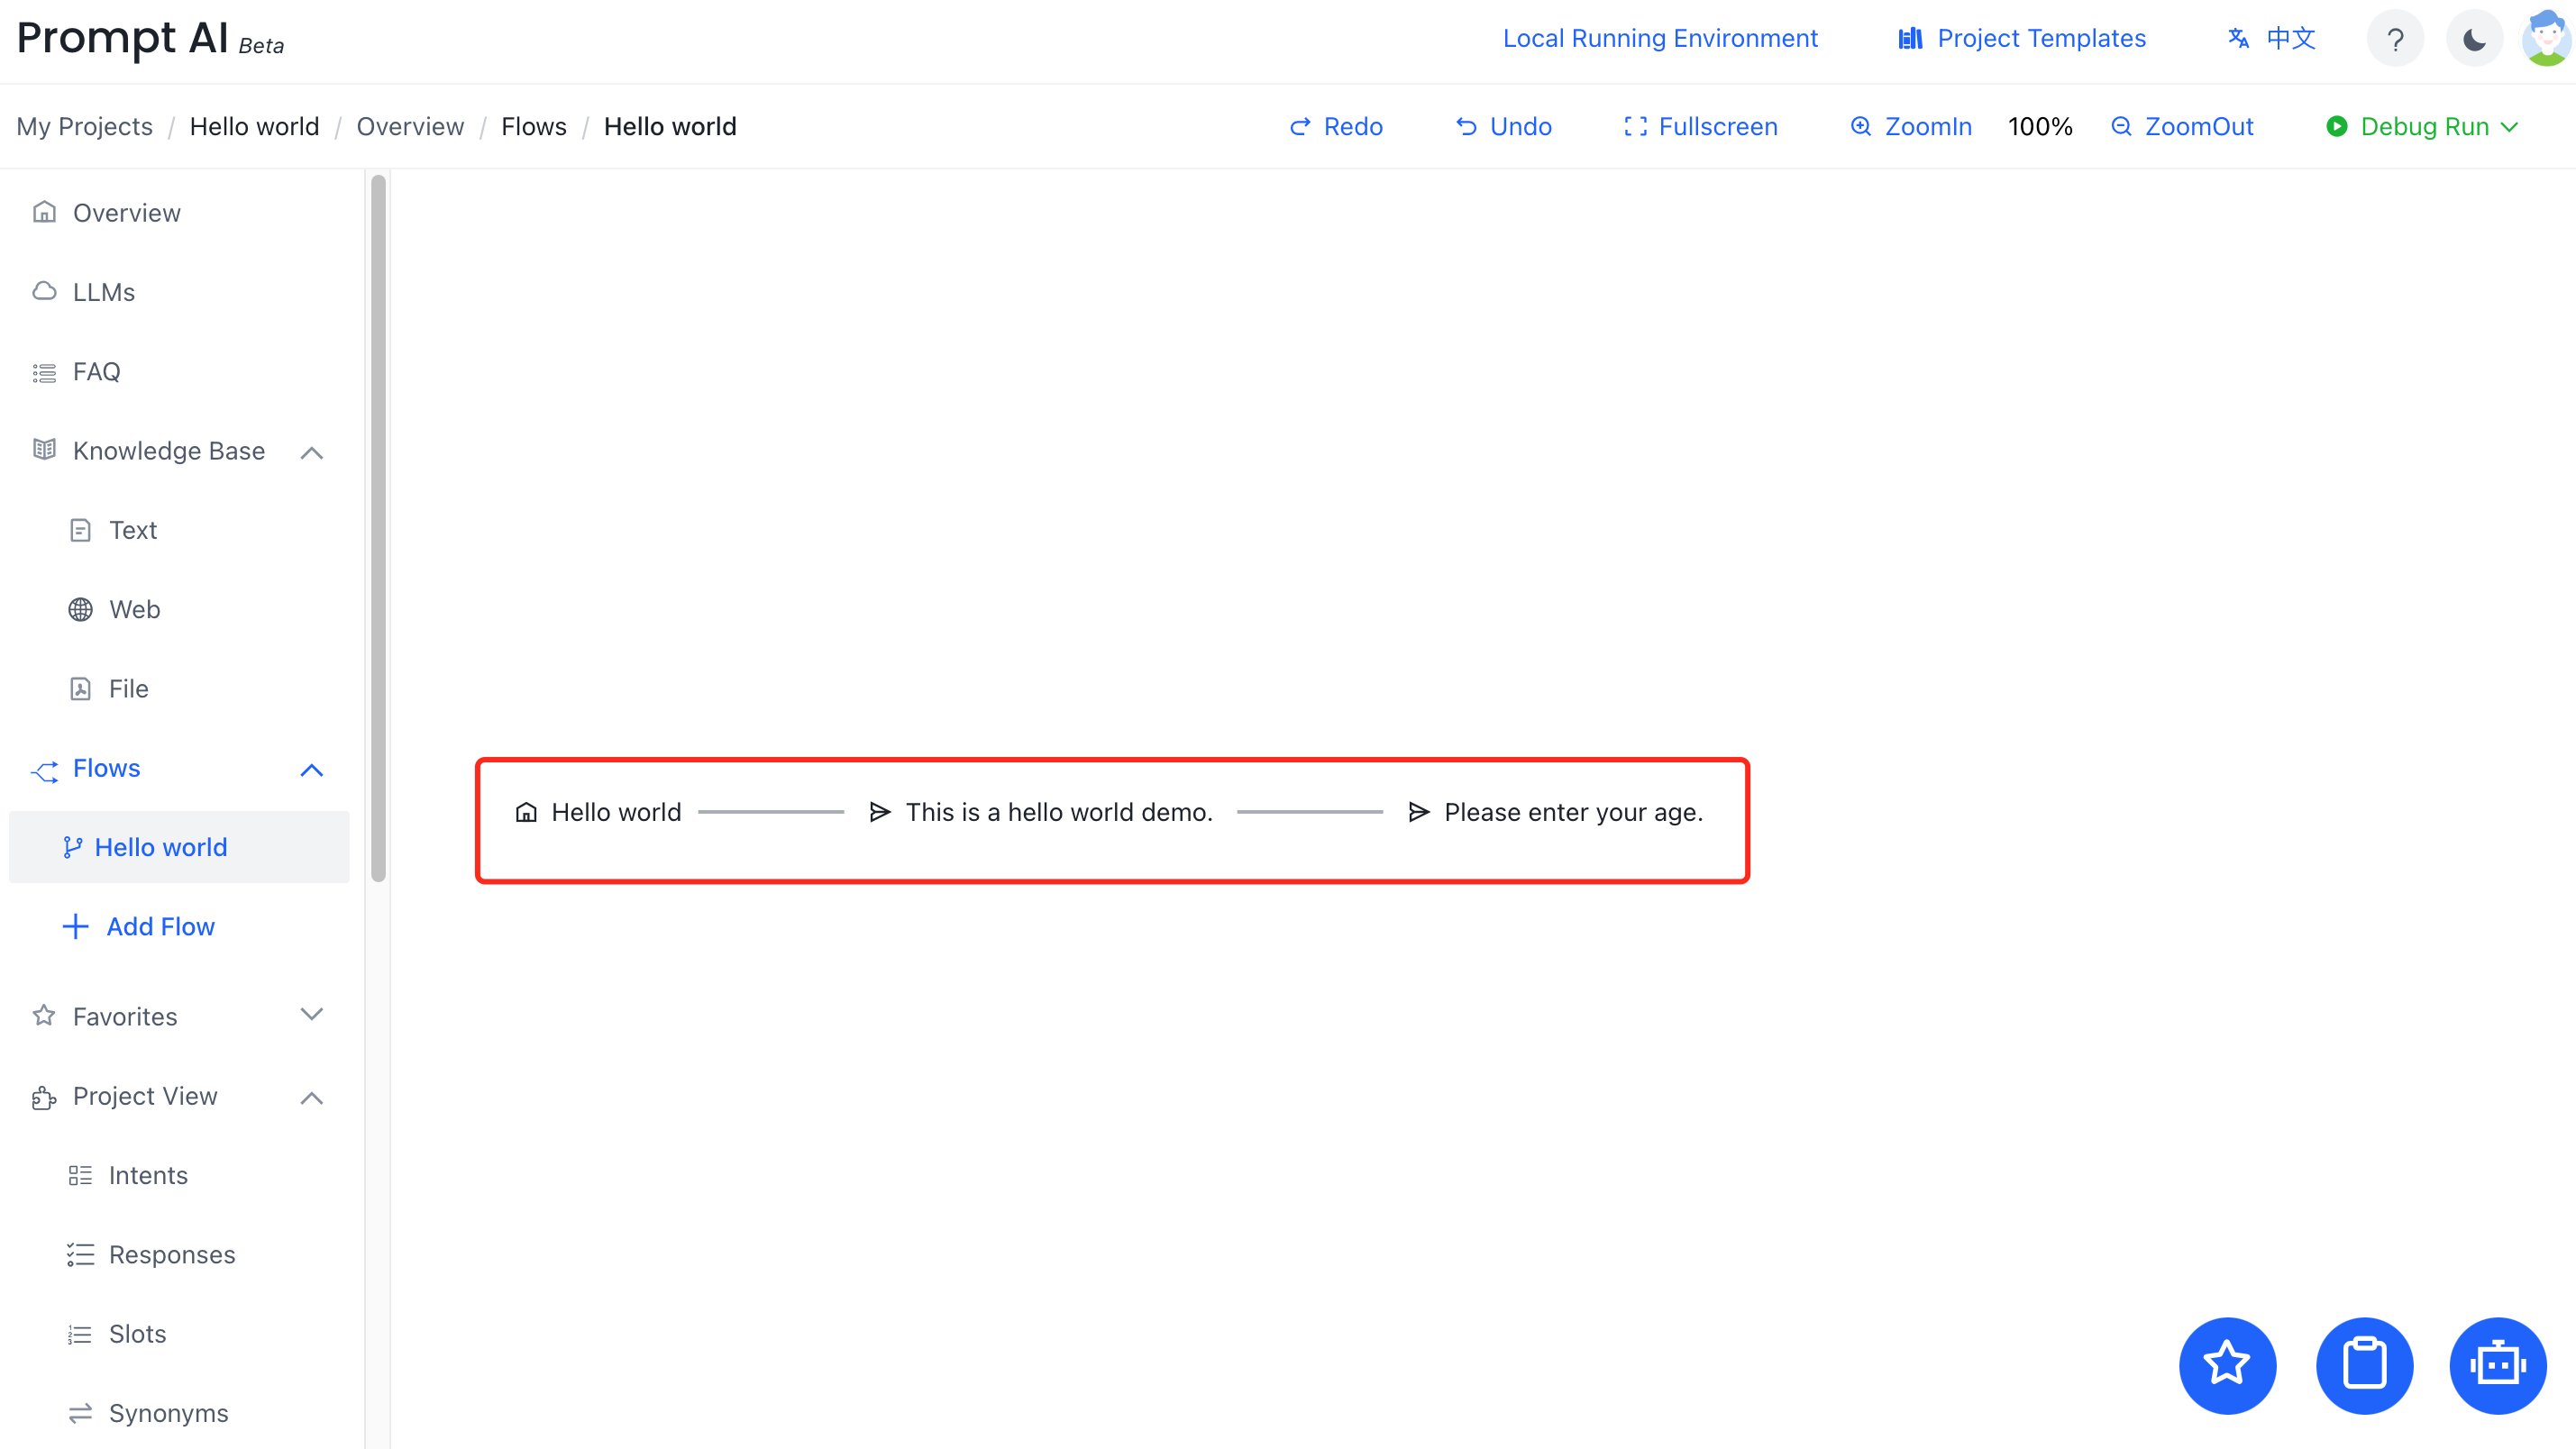 Prompt AI Beta
Local Running Environment
Project Templates
中文
?
My Projects / Hello world / Overview / Flows / Hello world
Redo
Undo
Fullscreen
ZoomIn
100%
ZoomOut
Debug Run
Overview
LLMs
FAQ
Knowledge Base
Text
Web
File
Flows
Hello world
Add Flow
Favorites
Project View
Intents
Responses
Slots
Synonyms
Hello world
This is a hello world demo.
Please enter your age.